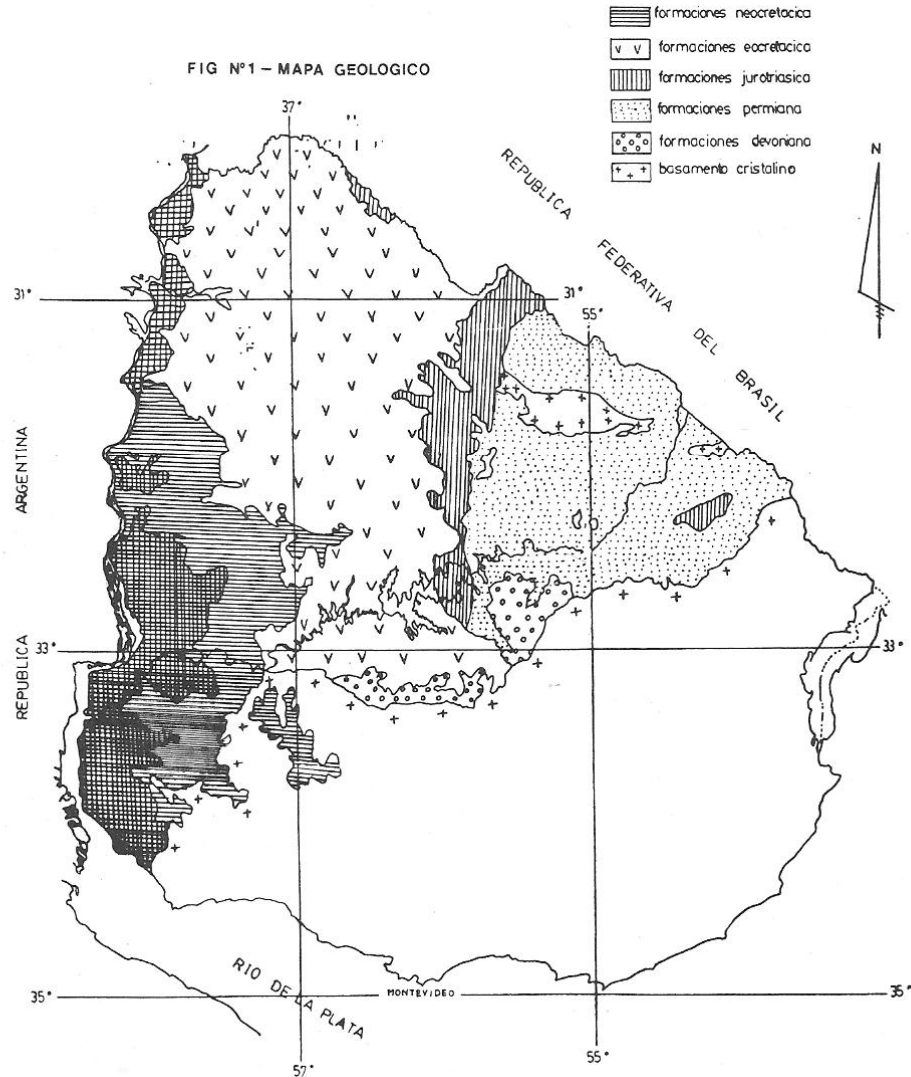 formaciones neocretacica
formaciones eocretacica
FIG Nº1 – MAPA GEOLOGICO
formaciones jurotriasica
formaciones permiana
formaciones devoniana
basamento cristalino
37°
N
REPUBLICA FEDERATIVA DEL BRASIL
31°
31°
55°
ARGENTINA
REPUBLICA
33°
33°
RIO DE LA PLATA
35°
MONTEVIDEO
35°
57°
55°